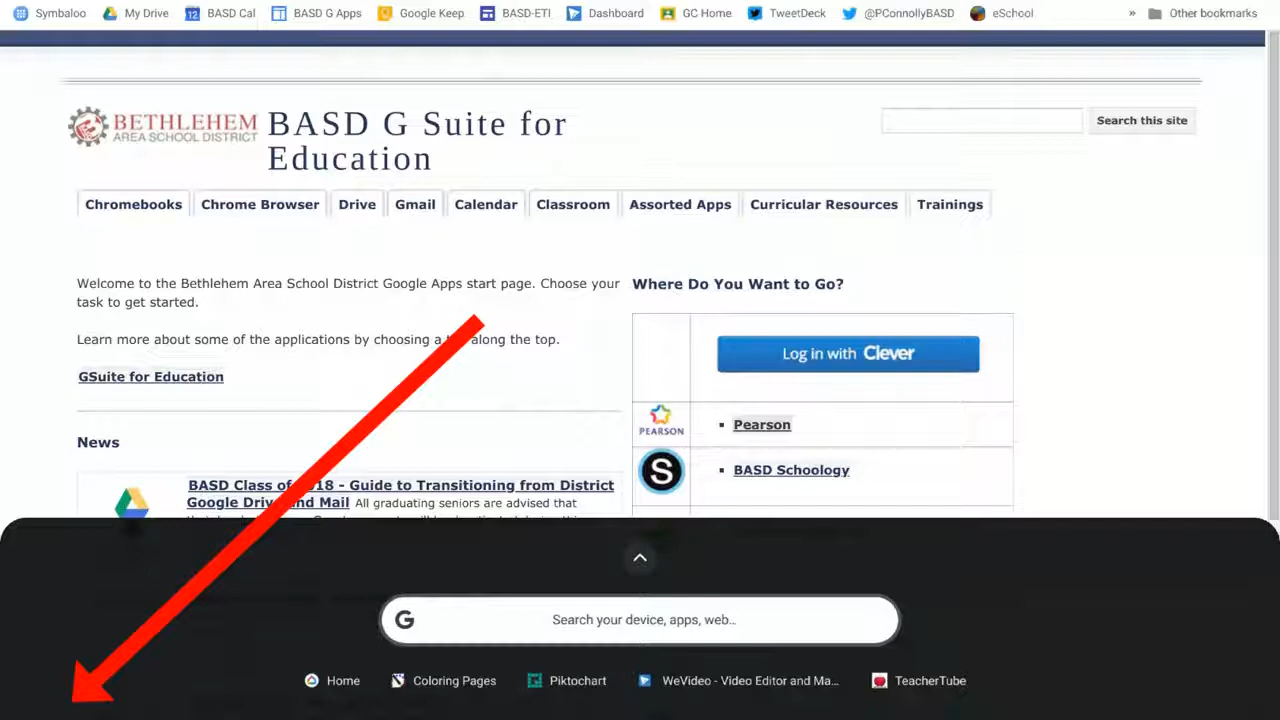 Symbaloo My Drive BASD Cal BASD G Apps Google Keep BASD-ETI Dashboard GC Home TweetDeck @PConnollyBASD eSchool » Other bookmarks
BETHLEHEM
AREA SCHOOL DISTRICT
BASD G Suite for
Education
Search this site
Chromebooks Chrome Browser Drive Gmail Calendar Classroom Assorted Apps Curricular Resources Trainings
Welcome to the Bethlehem Area School District Google Apps start page. Choose your
task to get started.
Learn more about some of the applications by choosing a along the top.
GSuite for Education
News
BASD Class of 18 - Guide to Transitioning from District
Google Drive and Mail All graduating seniors are advised that
Where Do You Want to Go?
Log in with Clever
PEARSON
Pearson
S
BASD Schoology
G Search your device, apps, web...
Home Coloring Pages Piktochart WeVideo - Video Editor and Ma... TeacherTube